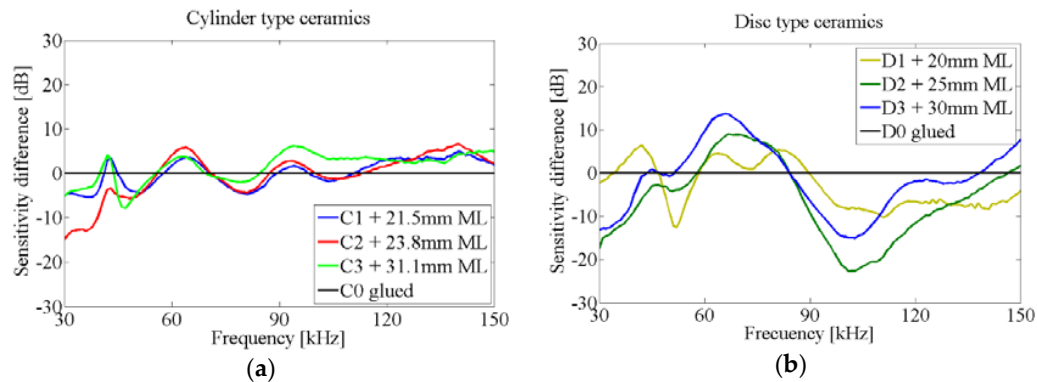 Cylinder type ceramics
30
20
10
0
-10
-20
-30
Sensitivity difference [dB]
C1 + 21.5mm ML
C2 + 23.8mm ML
C3 + 31.1mm ML
C0 glued
30 60 90 120 150
Frequency [kHz]
(a)
Disc type ceramics
30
20
10
0
-10
-20
-30
Sensitivity difference [dB]
D1 + 20mm ML
D2 + 25mm ML
D3 + 30mm ML
D0 glued
30 60 90 120 150
Frecuency [kHz]
(b)